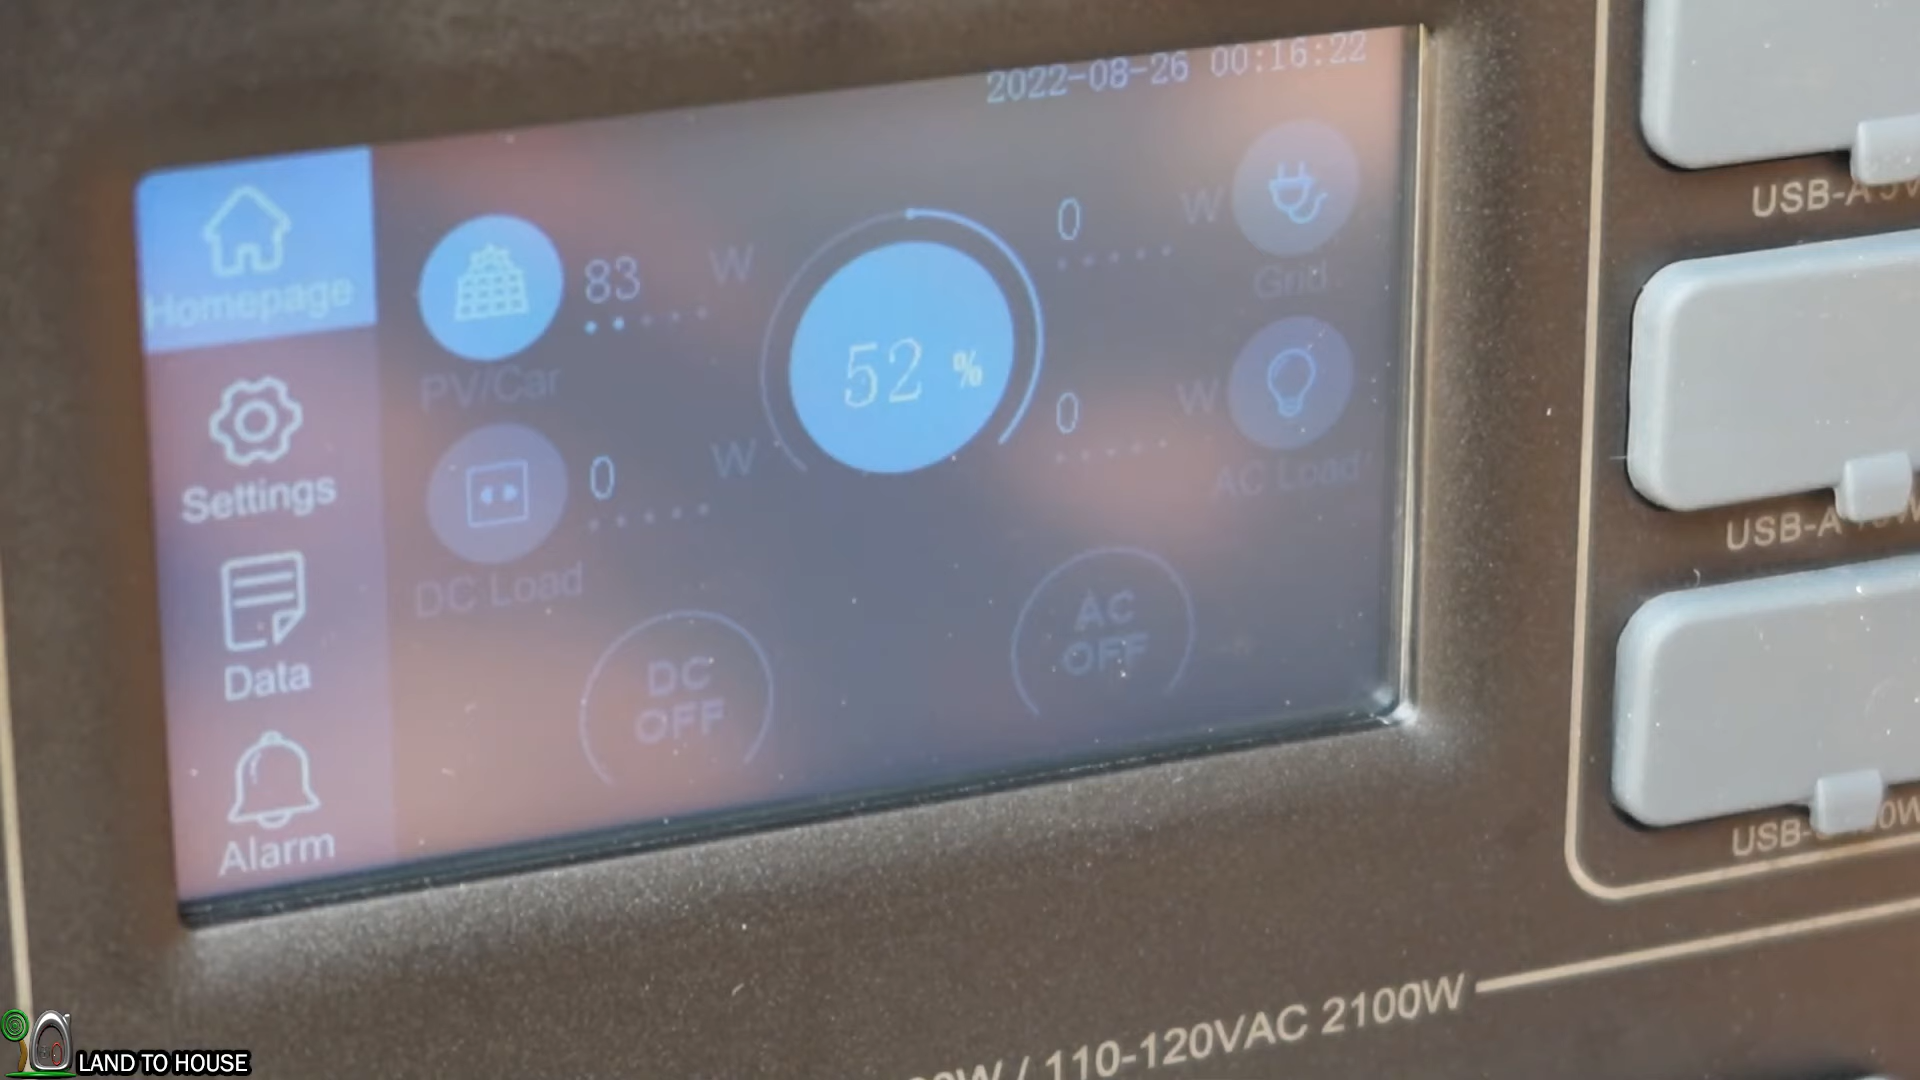 2022-08-26 00:16:22
Homepage
Settings
Data
Alarm
83 W
PV/Car
0 W
DC Load
52 %
0 W
Grid
0 W
AC Load
DC
OFF
AC
OFF
USB-A
USB-A
USB-
/ 110-120VAC 2100W
LAND TO HOUSE